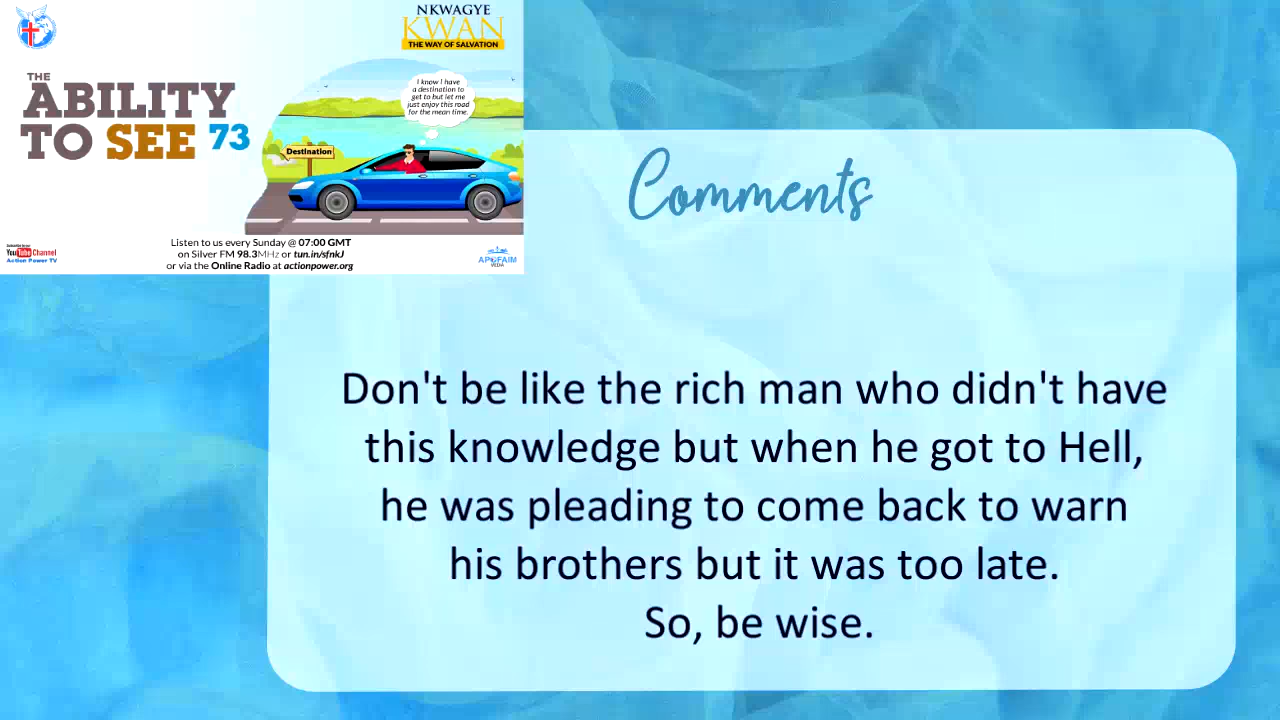 NKWAGYE
KWAN
THE WAY OF SALVATION
THE
ABILITY
TO SEE 73
I know I have
a destination to
get to but let me
just enjoy this road
for the mean time.
Destination
Listen to us every Sunday @ 07:00 GMT
on Silver FM 98.3MHz or tun.in/sfnkJ
or via the Online Radio at actionpower.org
YouTube Channel
Action Power TV
APOFAIM
MEDIA
Comments
Don't be like the rich man who didn't have
this knowledge but when he got to Hell,
he was pleading to come back to warn
his brothers but it was too late.
So, be wise.